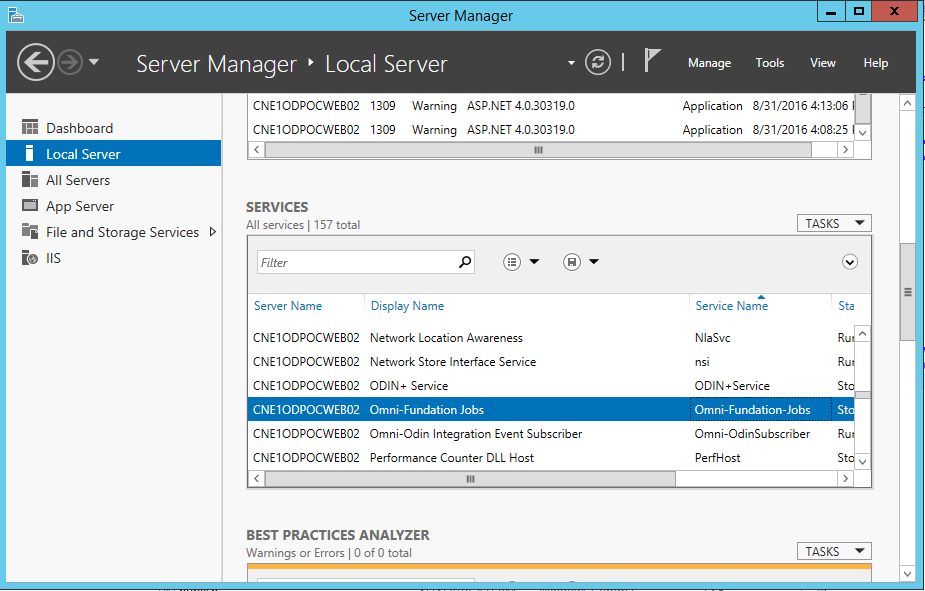 Server Manager
Server Manager Local Server
Manage Tools View Help
Dashboard
Local Server
All Servers
App Server
File and Storage Services
IIS
CNE1ODPOCWEB02 1309 Warning ASP.NET 4.0.30319.0 Application 8/31/2016 4:13:06
CNE1ODPOCWEB02 1309 Warning ASP.NET 4.0.30319.0 Application 8/31/2016 4:08:25
SERVICES
All services | 157 total
TASKS
Filter
Server Name Display Name Service Name Sta
CNE1ODPOCWEB02 Network Location Awareness NlaSvc Rur
CNE1ODPOCWEB02 Network Store Interface Service nsi Rur
CNE1ODPOCWEB02 ODIN+ Service ODIN+Service Sto
CNE1ODPOCWEB02 Omni-Fundation Jobs Omni-Fundation-Jobs Sto
CNE1ODPOCWEB02 Omni-Odin Integration Event Subscriber Omni-OdinSubscriber Rur
CNE1ODPOCWEB02 Performance Counter DLL Host PerfHost Sto
BEST PRACTICES ANALYZER
Warnings or Errors | 0 of 0 total
TASKS